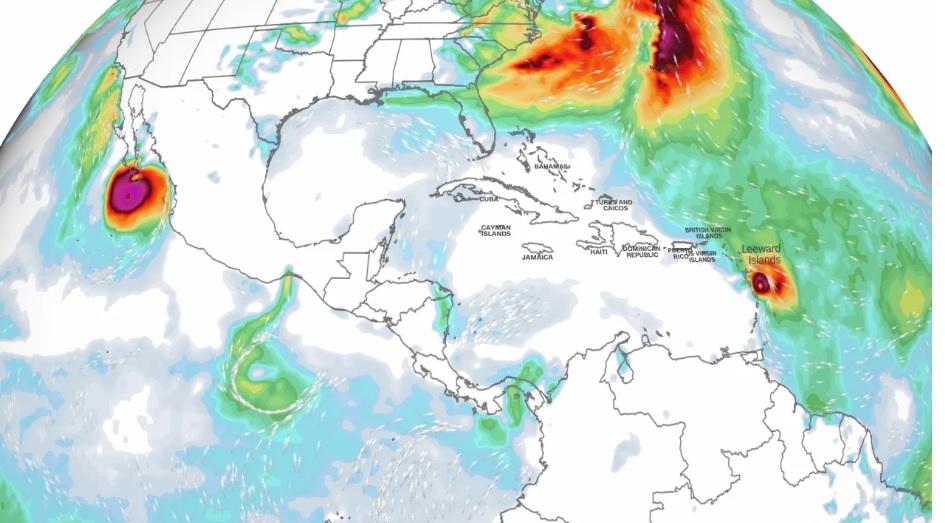 BAHAMAS
CUBA
TURKS AND
CAICOS
CAYMAN
ISLANDS
BRITISH VIRGIN
ISLANDS
JAMAICA
HAITI
DOMINICAN
REPUBLIC
PUERTO
RICO
US VIRGIN
ISLANDS
Leeward
Islands